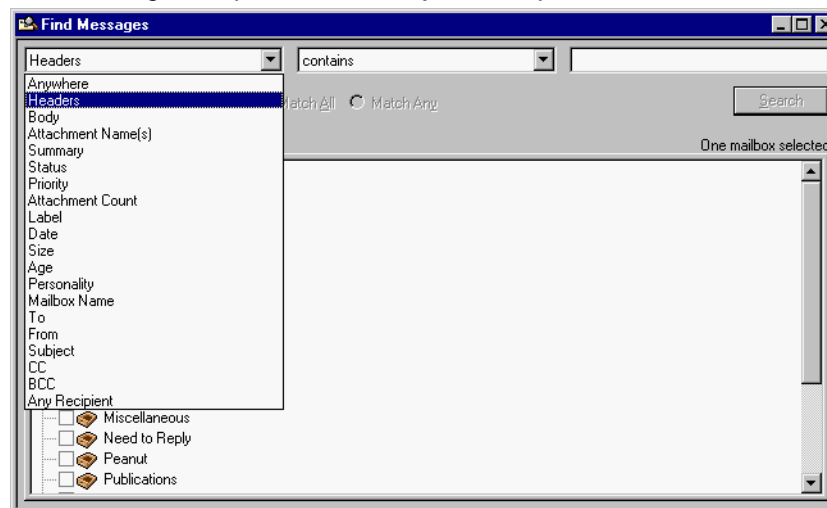 Find Messages
Headers contains
Anywhere
Headers
Match All Match Any Search
Body
Attachment Name(s)
One mailbox selected
Summary
Status
Priority
Attachment Count
Label
Date
Size
Age
Personality
Mailbox Name
To
From
Subject
CC
BCC
Any Recipient
Miscellaneous
Need to Reply
Peanut
Publications